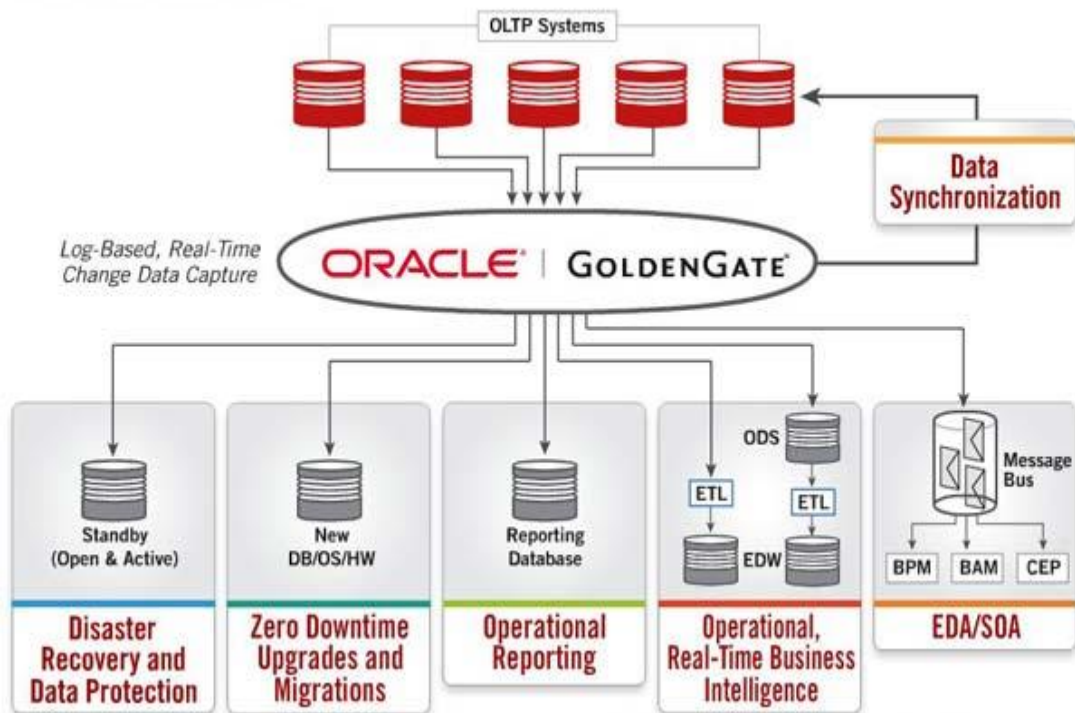 OLTP Systems
Data
Synchronization
Log-Based, Real-Time
Change Data Capture
ORACLE® | GOLDENGATE®
Standby
(Open & Active)
New
DB/OS/HW
Reporting
Database
ODS
ETL
ETL
EDW
Message
Bus
BPM
BAM
CEP
Disaster
Recovery and
Data Protection
Zero Downtime
Upgrades and
Migrations
Operational
Reporting
Operational,
Real-Time Business
Intelligence
EDA/SOA